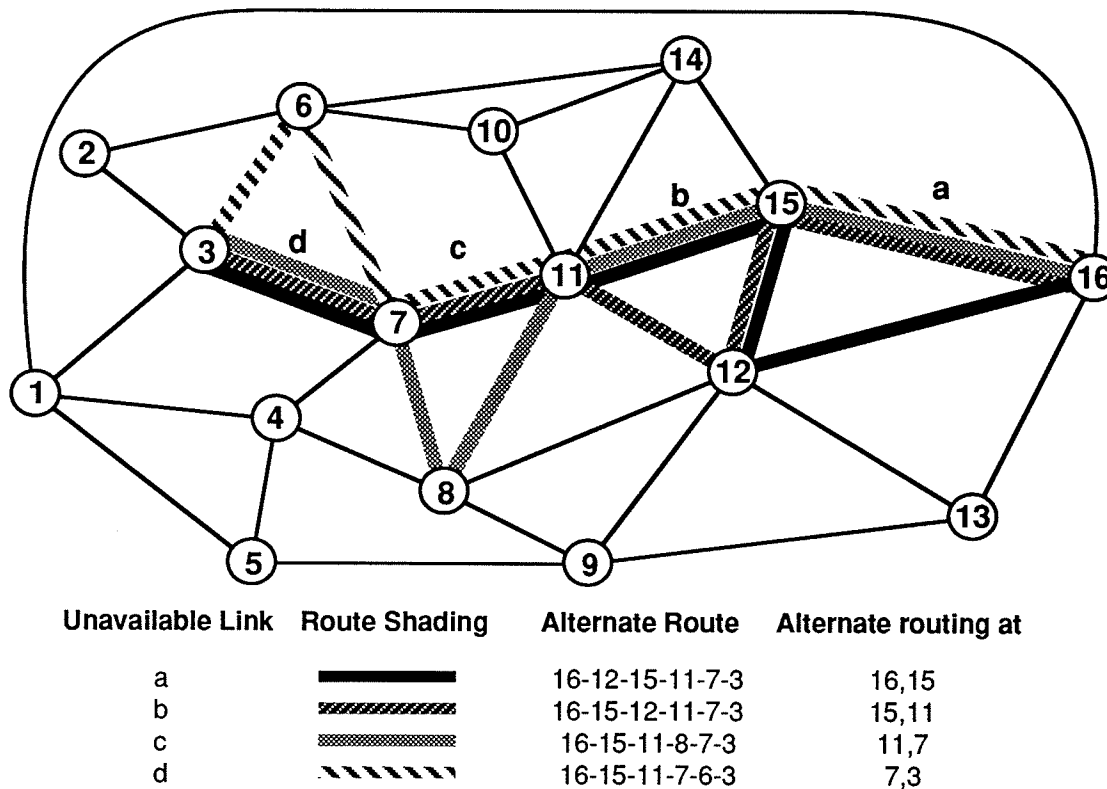 14
6
10
2
15
a
b
3
d
c
11
16
7
12
1
4
8
13
5
9
Unavailable Link Route Shading Alternate Route Alternate routing at
a 16-12-15-11-7-3 16,15
b 16-15-12-11-7-3 15,11
c 16-15-11-8-7-3 11,7
d 16-15-11-7-6-3 7,3